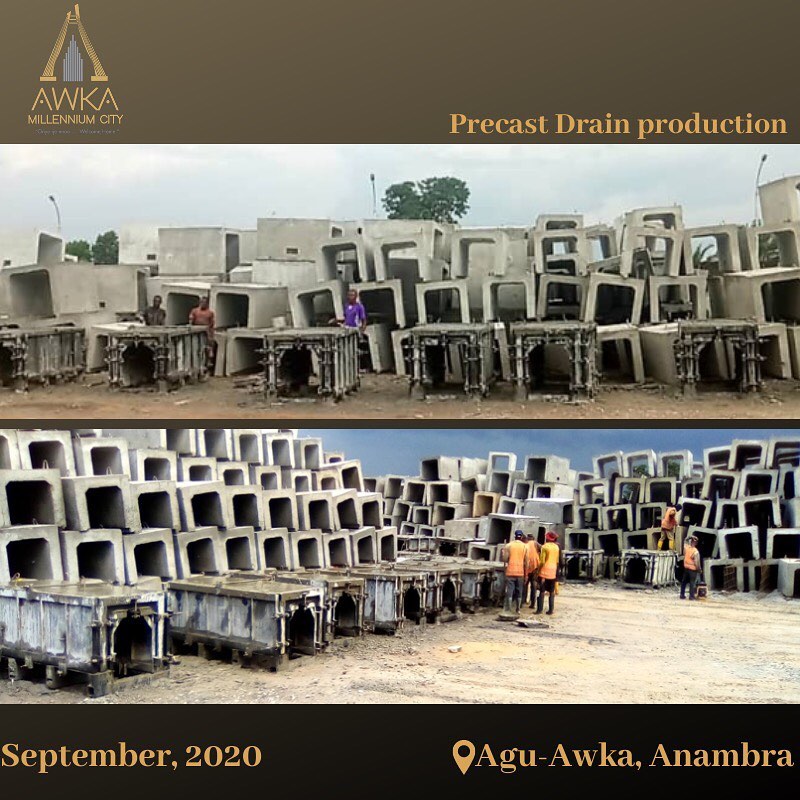 AWKA
MILLENNIUM CITY
Precast Drain production
September, 2020
Agu-Awka, Anambra